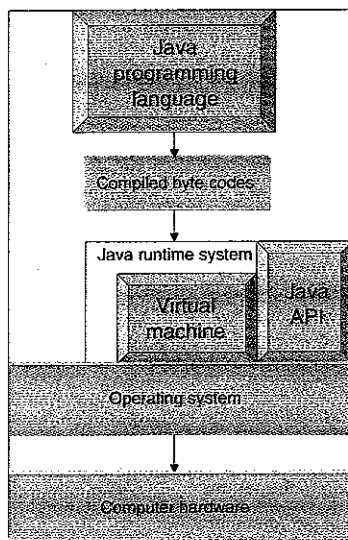 Java
programming
language
Compiled byte codes
Java runtime system
Virtual
machine
Java
API
Operating system
Computer hardware